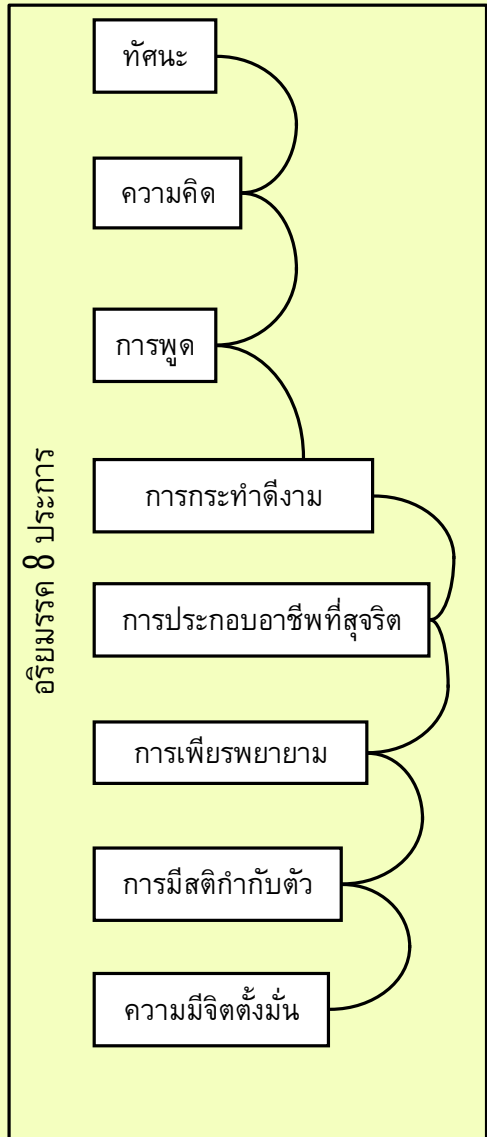 อริยมรรค 8 ประการ
ทัศนะ
ความคิด
การพูด
การกระทำดีงาม
การประกอบอาชีพที่สุจริต
การเพียรพยายาม
การมีสติกำกับตัว
ความมีจิตตั้งมั่น